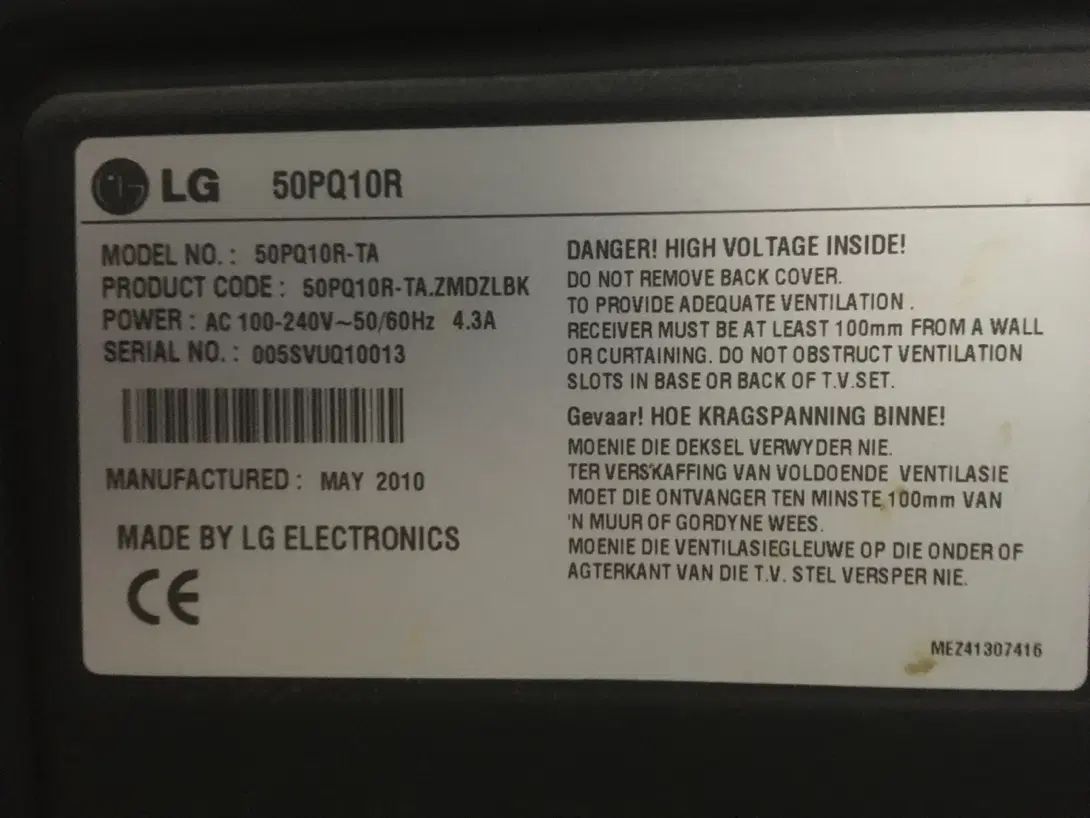 LG 50PQ10R
MODEL NO. : 50PQ10R-TA
PRODUCT CODE : 50PQ10R-TA.ZMDZLBK
POWER : AC 100-240V~50/60Hz 4.3A
SERIAL NO. : 005SVUQ10013
MANUFACTURED : MAY 2010
MADE BY LG ELECTRONICS
CE
DANGER! HIGH VOLTAGE INSIDE!
DO NOT REMOVE BACK COVER.
TO PROVIDE ADEQUATE VENTILATION .
RECEIVER MUST BE AT LEAST 100mm FROM A WALL
OR CURTAINING. DO NOT OBSTRUCT VENTILATION
SLOTS IN BASE OR BACK OF T.V.SET.
Gevaar! HOE KRAGSPANNING BINNE!
MOENIE DIE DEKSEL VERWYDER NIE.
TER VERSKAFFING VAN VOLDOENDE VENTILASIE
MOET DIE ONTVANGER TEN MINSTE 100mm VAN
'N MUUR OF GORDYNE WEES.
MOENIE DIE VENTILASIEGLEUWE OP DIE ONDER OF
AGTERKANT VAN DIE T.V. STEL VERSPER NIE.
MEZ41307416